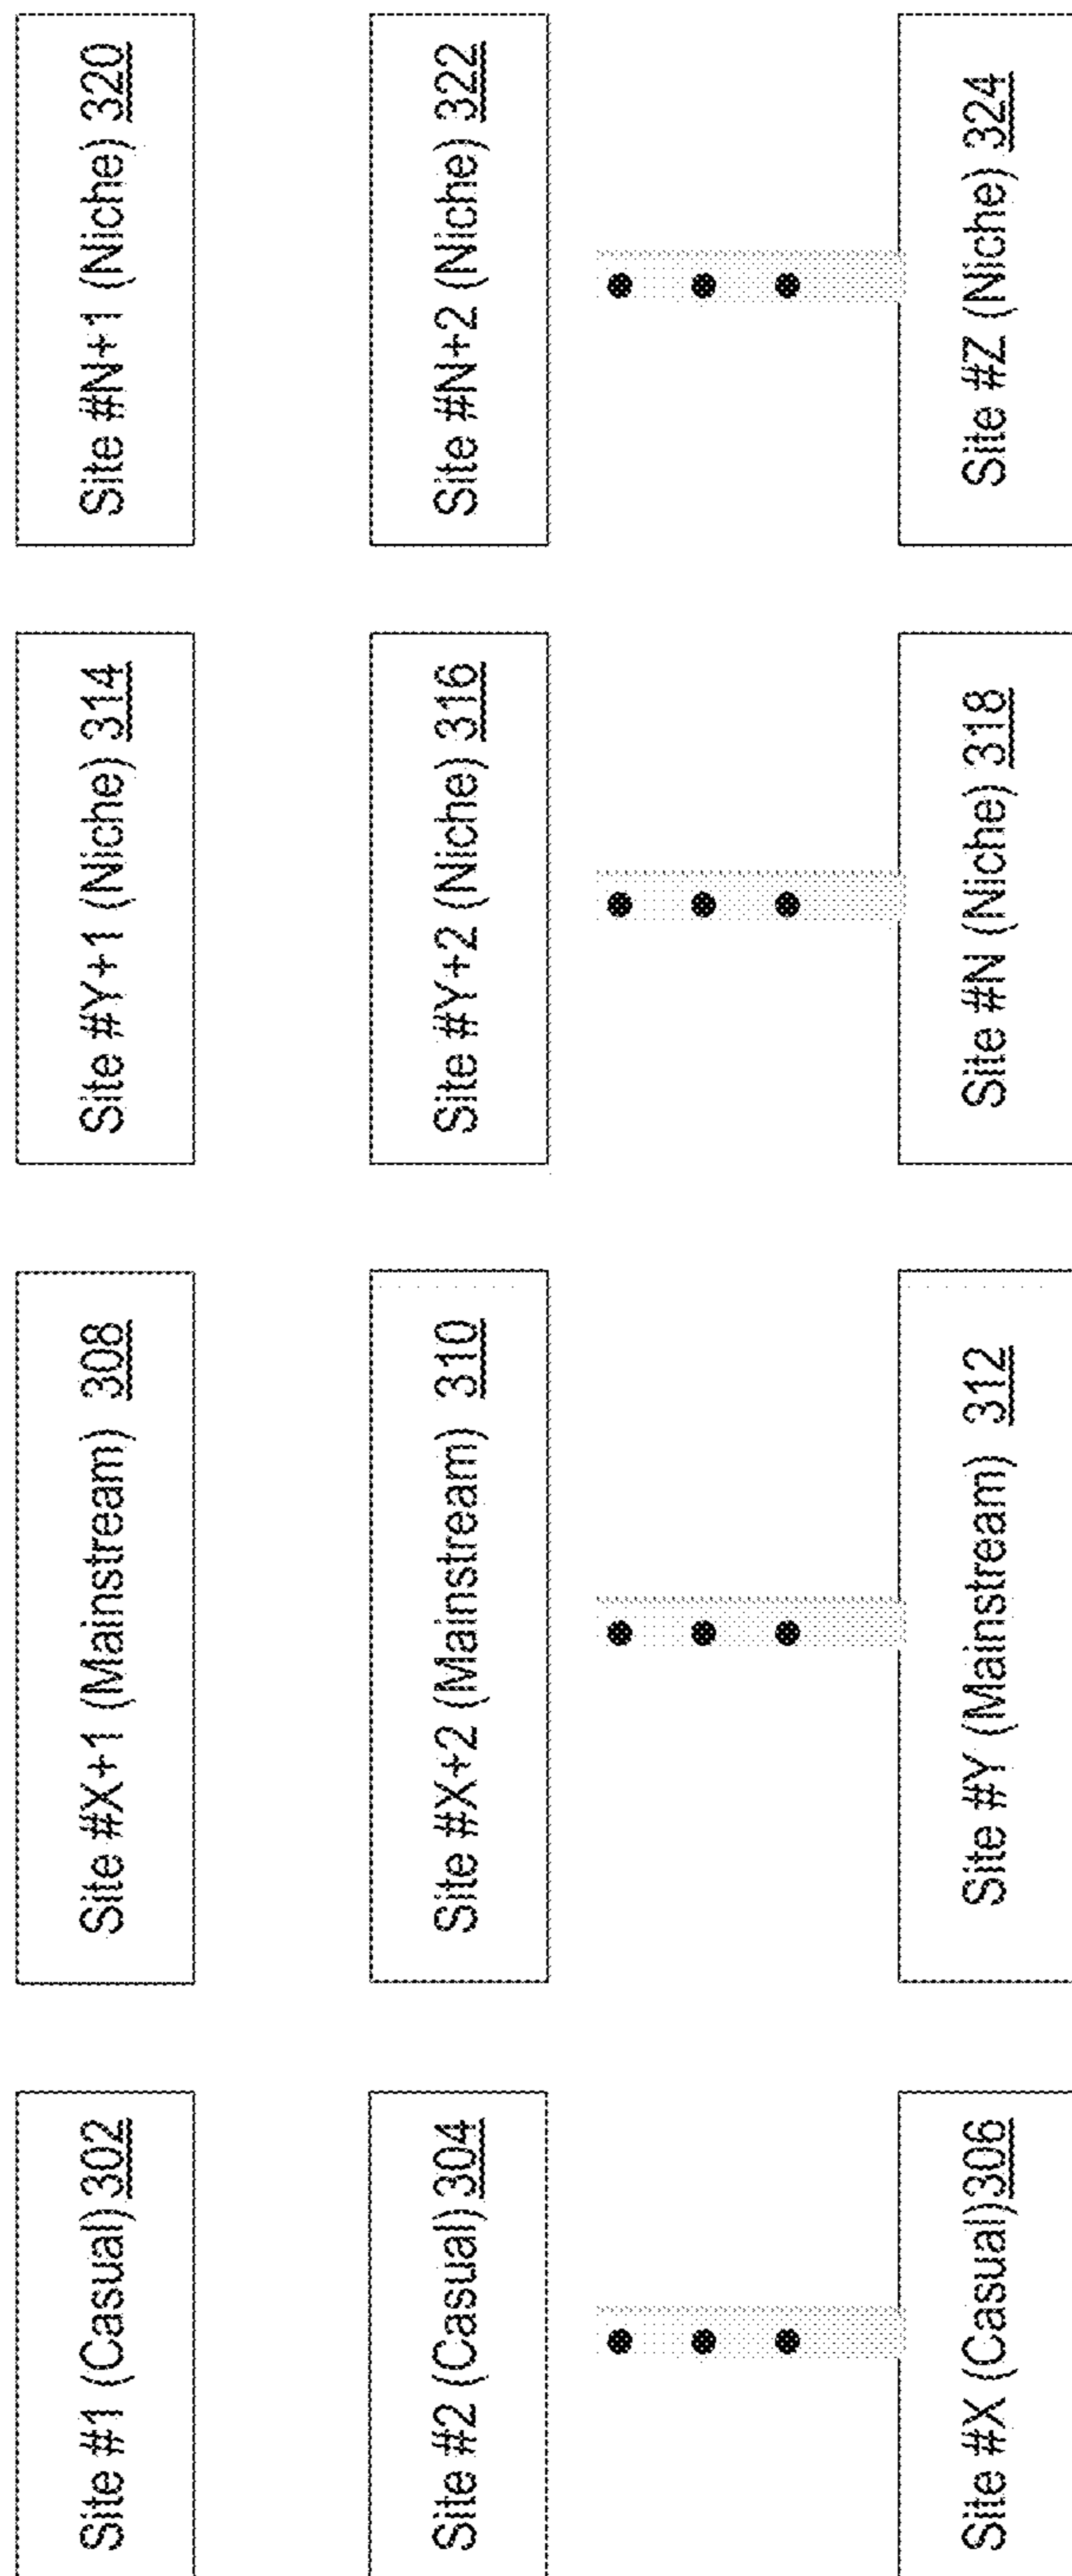 Site #1 (Casual) 302
Site #X+1 (Mainstream) 308
Site #Y+1 (Niche) 314
Site #N+1 (Niche) 320
Site #2 (Casual) 304
Site #X+2 (Mainstream) 310
Site #Y+2 (Niche) 316
Site #N+2 (Niche) 322
Site #X (Casual)306
Site #Y (Mainstream) 312
Site #N (Niche) 318
Site #Z (Niche) 324